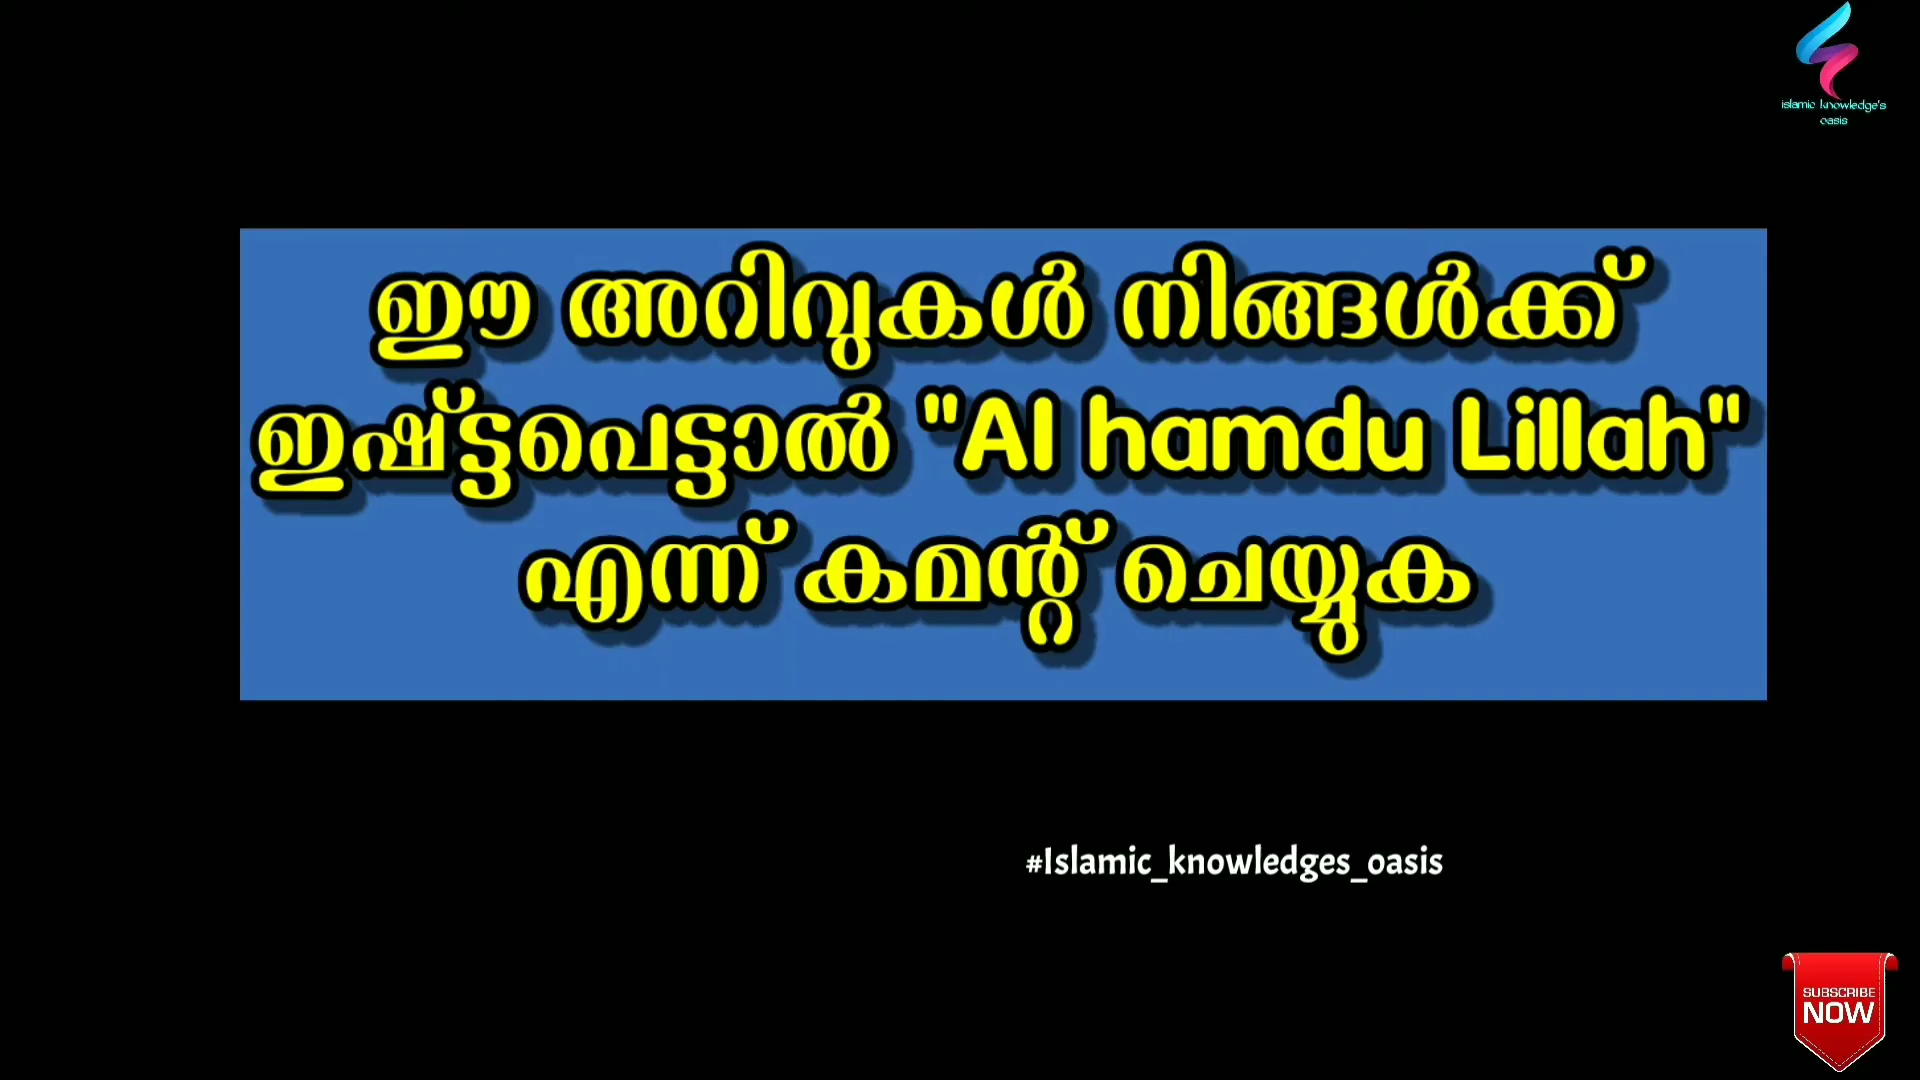 islamic knowledge's
oasis
ഈ അറിവുകൾ നിങ്ങൾക്ക്
ഇഷ്ട്ടപെട്ടാൽ "Al hamdu Lillah"
എന്ന് കമന്റ് ചെയ്യുക
#Islamic_knowledges_oasis
SUBSCRIBE
NOW